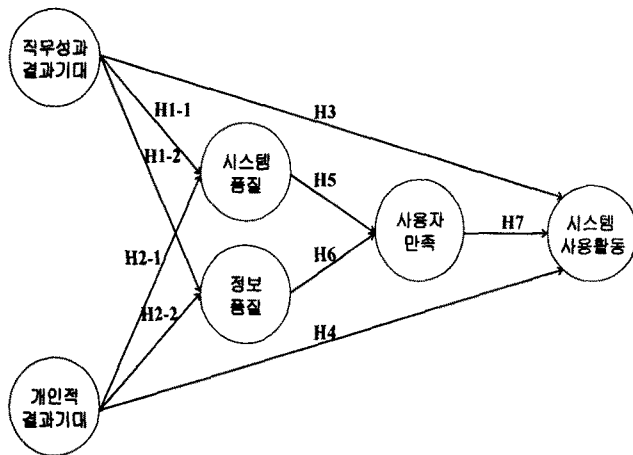 직무성과
결과기대
H3
H1-1
H1-2
시스템
품질
H5
사용자
만족
H7
시스템
사용활동
H2-1
H6
정보
품질
H2-2
H4
개인적
결과기대